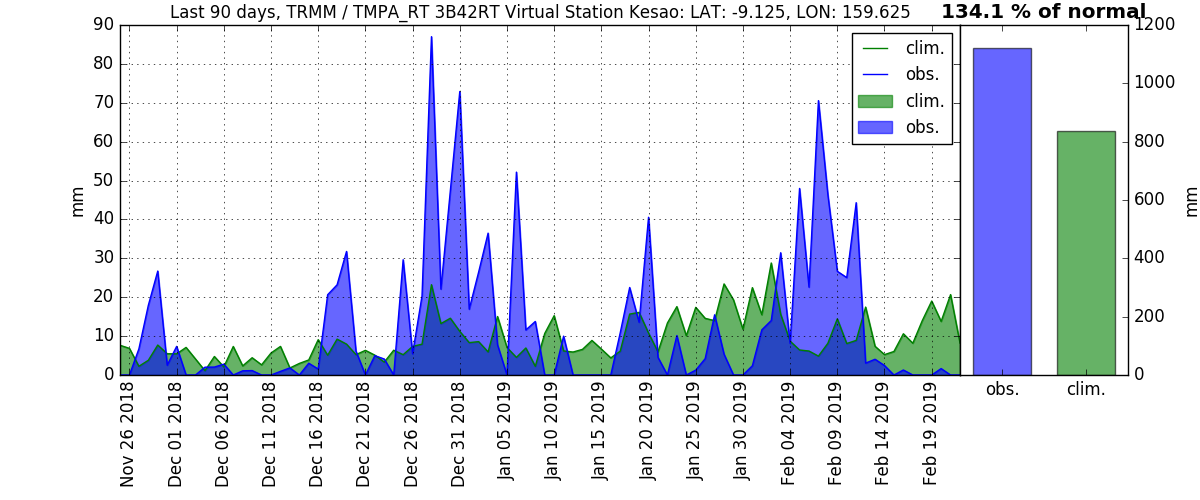 Last 90 days, TRMM / TMPA_RT 3B42RT Virtual Station Kesao: LAT: -9.125, LON: 159.625
134.1 % of normal
90
80
70
60
50
40
30
20
10
0
mm
clim.
obs.
clim.
obs.
1200
1000
800
600
400
200
0
mm
Nov 26 2018
Dec 01 2018
Dec 06 2018
Dec 11 2018
Dec 16 2018
Dec 21 2018
Dec 26 2018
Dec 31 2018
Jan 05 2019
Jan 10 2019
Jan 15 2019
Jan 20 2019
Jan 25 2019
Jan 30 2019
Feb 04 2019
Feb 09 2019
Feb 14 2019
Feb 19 2019
obs.
clim.